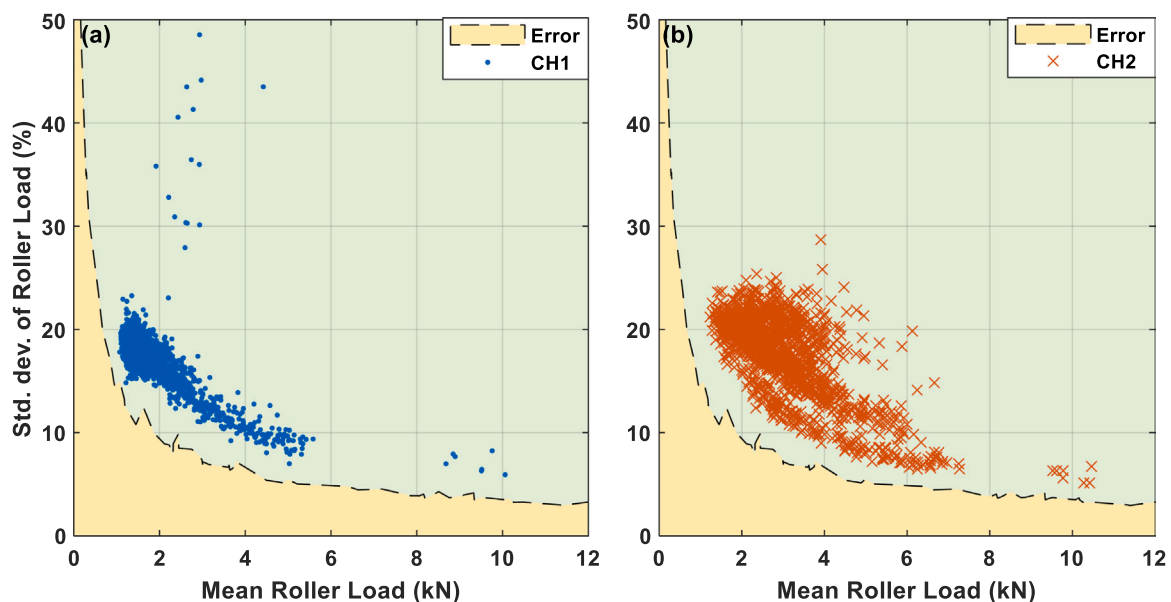 (a)
Error
CH1
50
40
30
20
10
0
Std. dev. of Roller Load (%)
0 2 4 6 8 10 12
Mean Roller Load (kN)
(b)
Error
CH2
50
40
30
20
10
0
0 2 4 6 8 10 12
Mean Roller Load (kN)